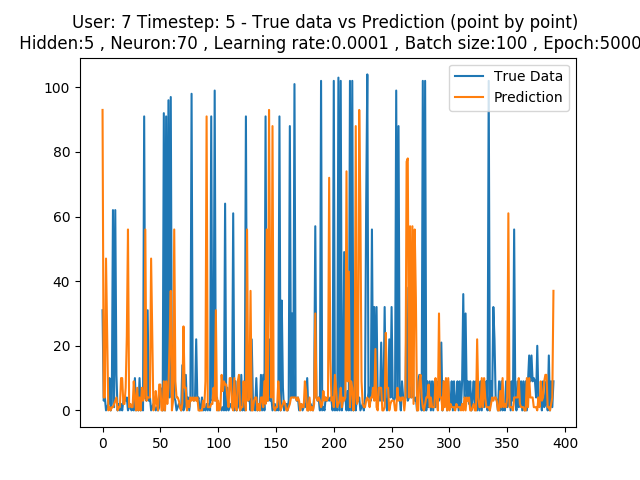 User: 7 Timestep: 5 - True data vs Prediction (point by point)
Hidden:5 , Neuron:70 , Learning rate:0.0001 , Batch size:100 , Epoch:5000
True Data
Prediction
100
80
60
40
20
0
0 50 100 150 200 250 300 350 400